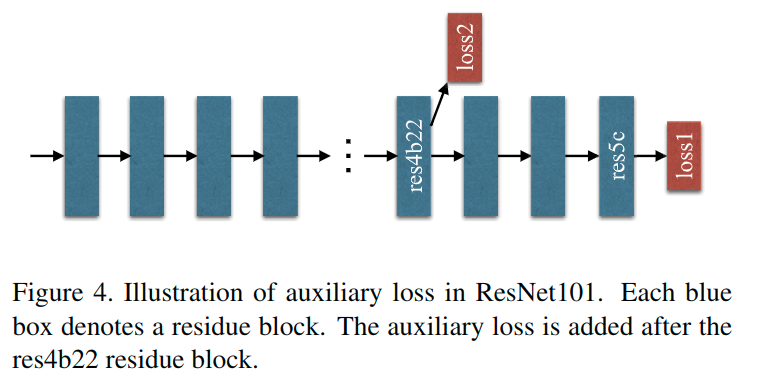 loss2
res4b22
res5c
loss1
Figure 4. Illustration of auxiliary loss in ResNet101. Each blue
box denotes a residue block. The auxiliary loss is added after the
res4b22 residue block.